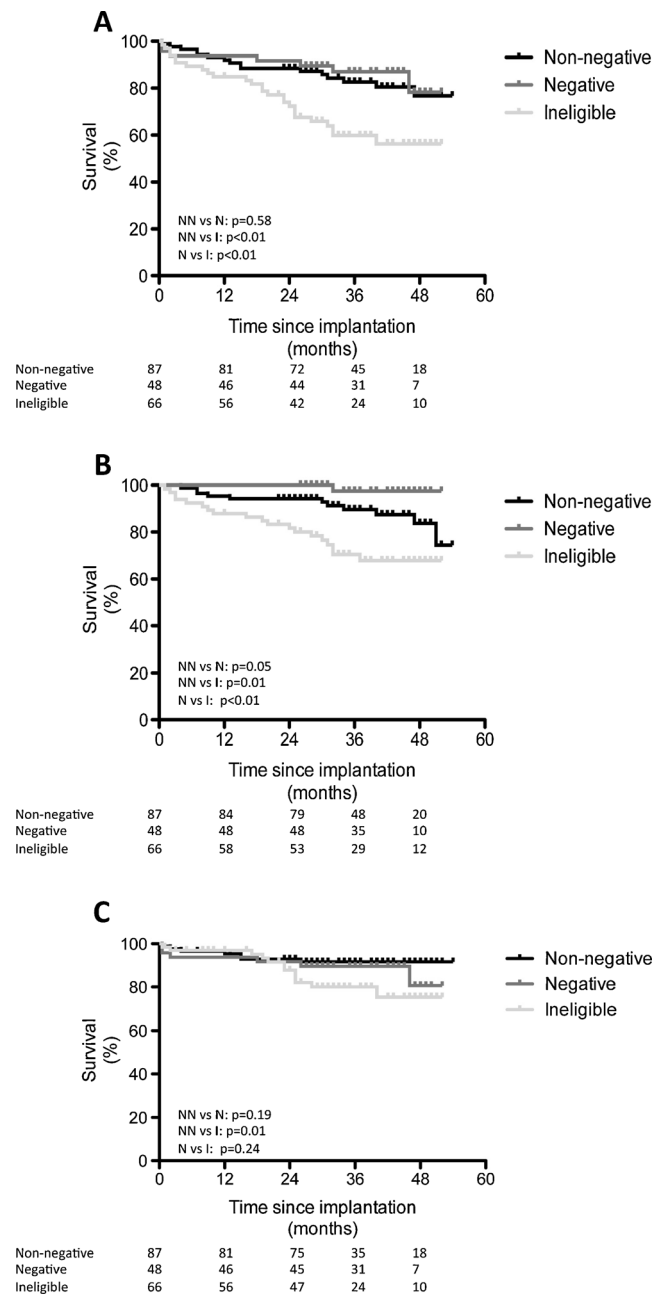 A
100
80
60
40
20
0
Survival
(%)
Non-negative
Negative
Ineligible
NN vs N: p=0.58
NN vs I: p<0.01
N vs I: p<0.01
0 12 24 36 48 60
Time since implantation
(months)
Non-negative 87 81 72 45 18
Negative 48 46 44 31 7
Ineligible 66 56 42 24 10
B
100
80
60
40
20
0
Survival
(%)
Non-negative
Negative
Ineligible
NN vs N: p=0.05
NN vs I: p=0.01
N vs I: p<0.01
0 12 24 36 48 60
Time since implantation
(months)
Non-negative 87 84 79 48 20
Negative 48 48 48 35 10
Ineligible 66 58 53 29 12
C
100
80
60
40
20
0
Survival
(%)
Non-negative
Negative
Ineligible
NN vs N: p=0.19
NN vs I: p=0.01
N vs I: p=0.24
0 12 24 36 48 60
Time since implantation
(months)
Non-negative 87 81 75 35 18
Negative 48 46 45 31 7
Ineligible 66 56 47 24 10